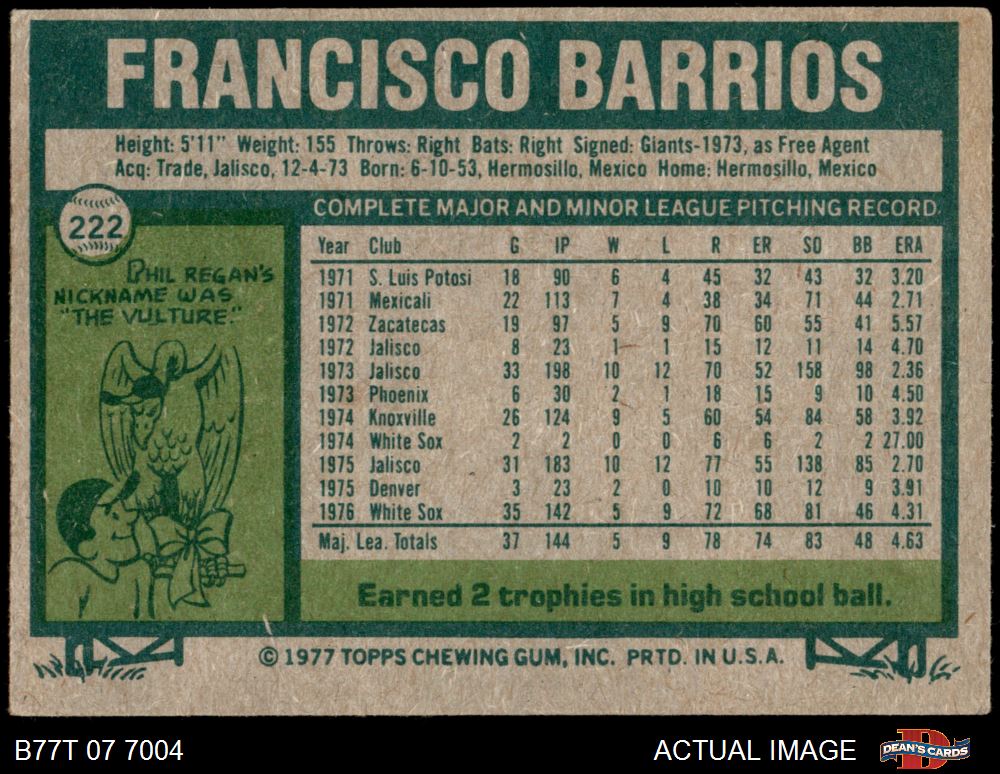 FRANCISCO BARRIOS
Height: 5'11" Weight: 155 Throws: Right Bats: Right Signed: Giants-1973, as Free Agent
Acq: Trade, Jalisco, 12-4-73 Born: 6-10-53, Hermosillo, Mexico Home: Hermosillo, Mexico
222
PHIL REGAN'S
NICKNAME WAS
"THE VULTURE."
COMPLETE MAJOR AND MINOR LEAGUE PITCHING RECORD
Year Club G IP W L R ER SO BB ERA
1971 S. Luis Potosi 18 90 6 4 45 32 43 32 3.20
1971 Mexicali 22 113 7 4 38 34 71 44 2.71
1972 Zacatecas 19 97 5 9 70 60 55 41 5.57
1972 Jalisco 8 23 1 1 15 12 11 14 4.70
1973 Jalisco 33 198 10 12 70 52 158 98 2.36
1973 Phoenix 6 30 2 1 18 15 9 10 4.50
1974 Knoxville 26 124 9 5 60 54 84 58 3.92
1974 White Sox 2 2 0 0 6 6 2 2 27.00
1975 Jalisco 31 183 10 12 77 55 138 85 2.70
1975 Denver 3 23 2 0 10 10 12 9 3.91
1976 White Sox 35 142 5 9 72 68 81 46 4.31
Maj. Lea. Totals 37 144 5 9 78 74 83 48 4.63
Earned 2 trophies in high school ball.
© 1977 TOPPS CHEWING GUM, INC. PRTD. IN U.S.A.
B77T 07 7004
ACTUAL IMAGE
DEAN'S CARDS